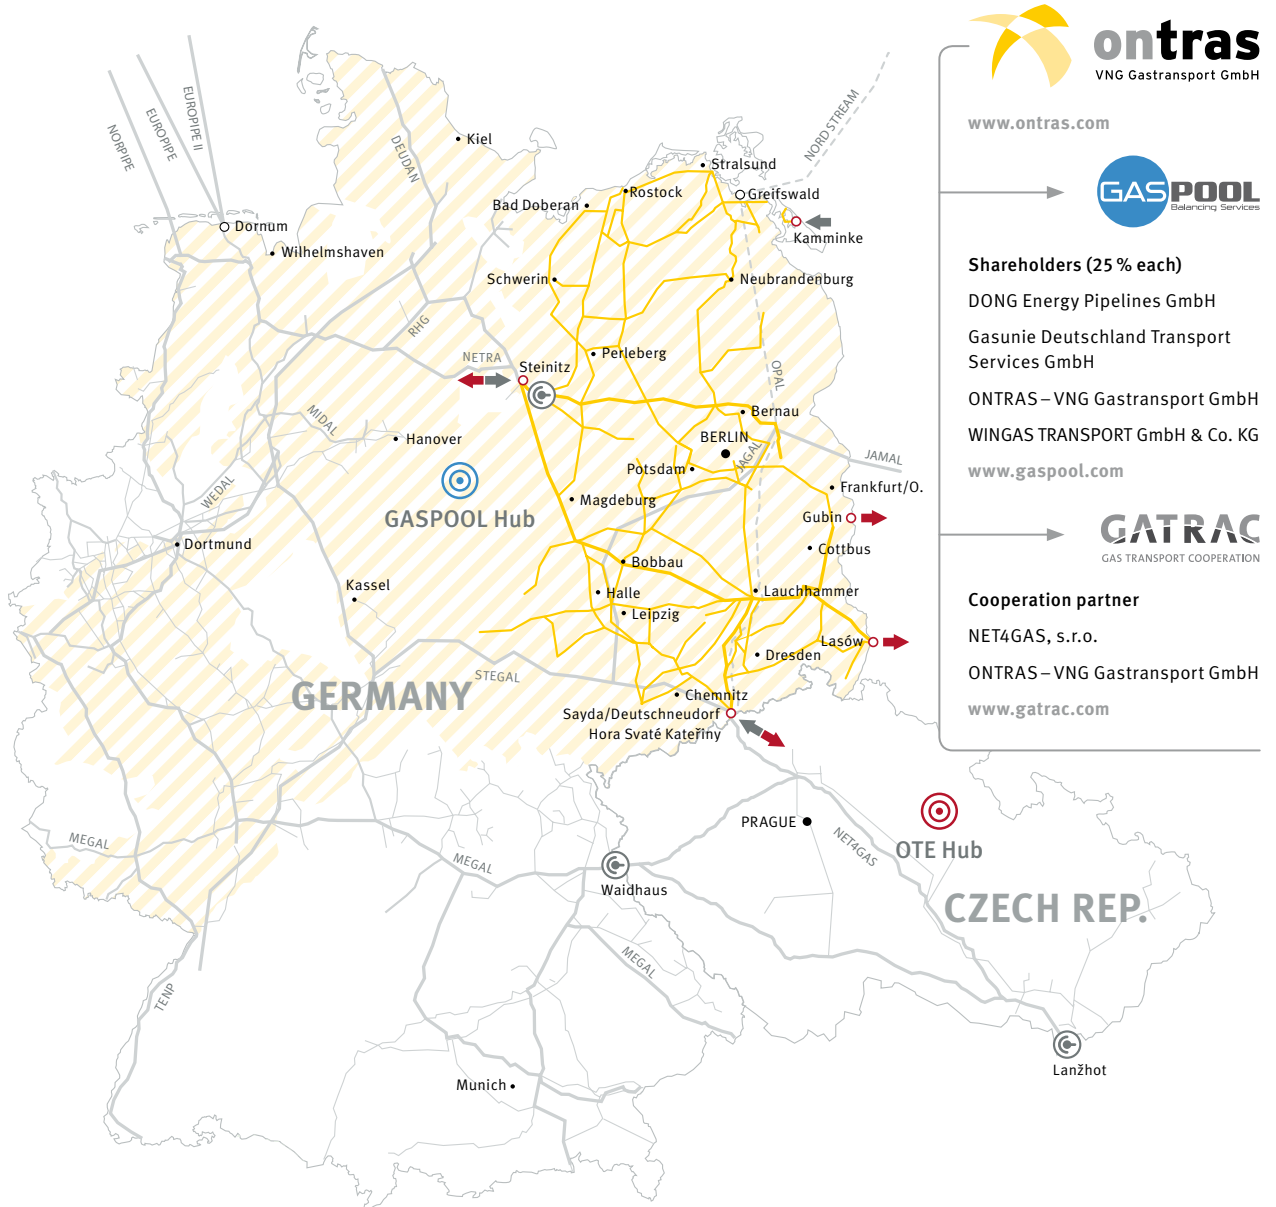 ontras
VNG Gastransport GmbH
www.ontras.com
GASPOOL
Balancing Services
Shareholders (25 % each)
DONG Energy Pipelines GmbH
Gasunie Deutschland Transport
Services GmbH
ONTRAS – VNG Gastransport GmbH
WINGAS TRANSPORT GmbH & Co. KG
www.gaspool.com
GATRAC
GAS TRANSPORT COOPERATION
Cooperation partner
NET4GAS, s.r.o.
ONTRAS – VNG Gastransport GmbH
www.gatrac.com
NORPIPE
EUROPIPE
EUROPIPE II
DEUDAN
NORD STREAM
Kiel
Stralsund
Rostock
Greifswald
Bad Doberan
Dornum
Kamminke
Wilhelmshaven
Schwerin
Neubrandenburg
RHG
NETRA
Perleberg
Steinitz
OPAL
MIDAL
Bernau
Hanover
BERLIN
JAGAL
JAMAL
Potsdam
WEDAL
Magdeburg
Frankfurt/O.
GASPOOL Hub
Gubin
Dortmund
Cottbus
Bobbau
Kassel
Halle
Lauchhammer
Leipzig
Lasów
Dresden
STEGAL
GERMANY
Chemnitz
Sayda/Deutschneudorf
Hora Svaté Kateřiny
PRAGUE
NET4GAS
OTE Hub
MEGAL
MEGAL
Waidhaus
CZECH REP.
MEGAL
TENP
Lanžhot
Munich